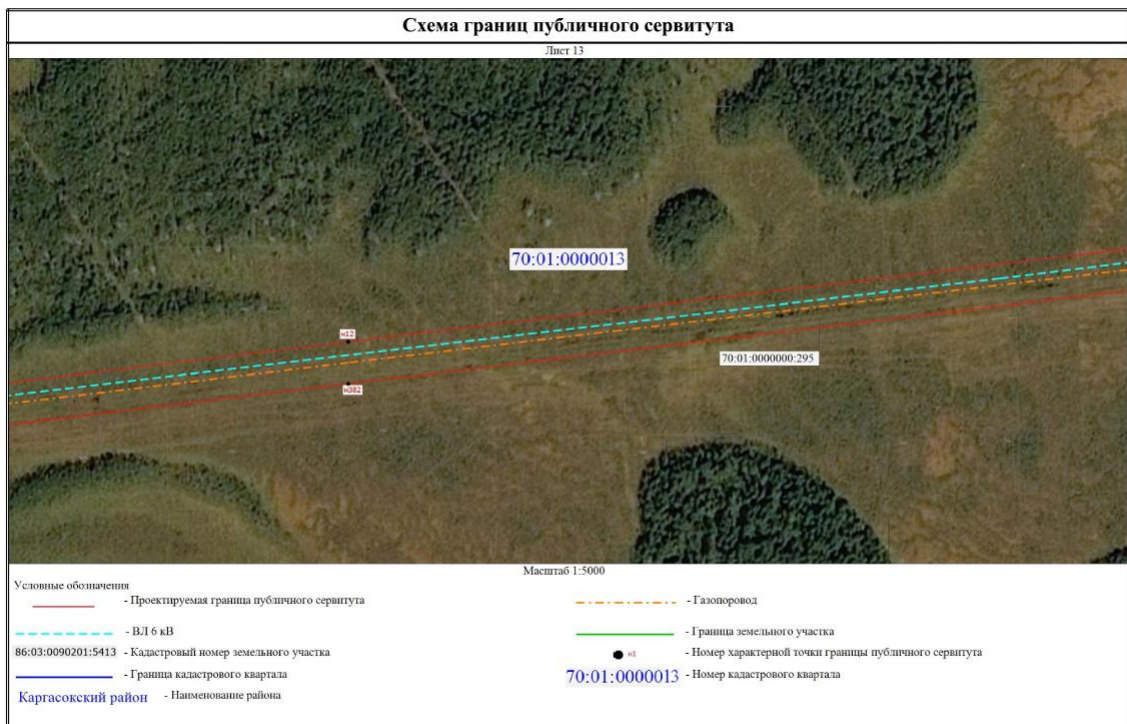 Схема границ публичного сервитута
Лист 13
70:01:0000013
н12
70:01:0000000:295
н382
Масштаб 1:5000
Условные обозначения
- Проектируемая граница публичного сервитута
- Газопоровод
- ВЛ 6 кВ
- Граница земельного участка
86:03:0090201:5413 - Кадастровый номер земельного участка
н1 - Номер характерной точки границы публичного сервитута
- Граница кадастрового квартала
70:01:0000013 - Номер кадастрового квартала
Каргасокский район - Наименование района